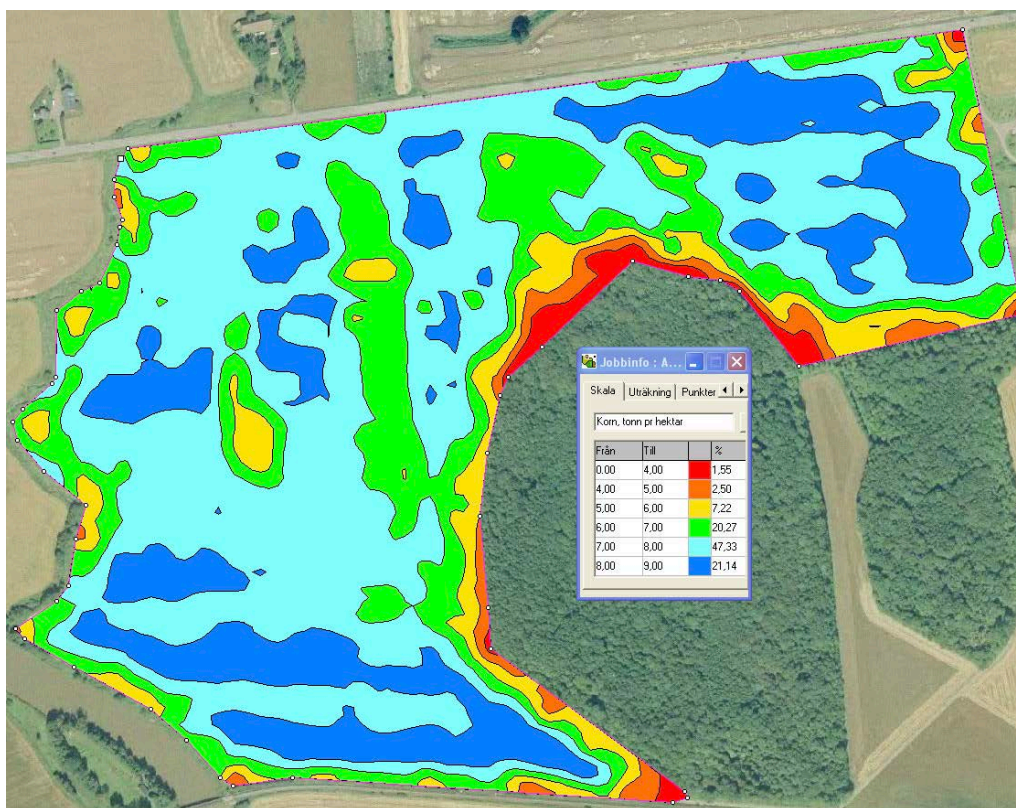 Jobbinfo : A...
Skala Uträkning Punkter
Korn, tonn pr hektar
Från Till %
0.00 4,00 1,55
4,00 5,00 2,50
5,00 6,00 7,22
6,00 7,00 20,27
7,00 8,00 47,33
8,00 9,00 21,14